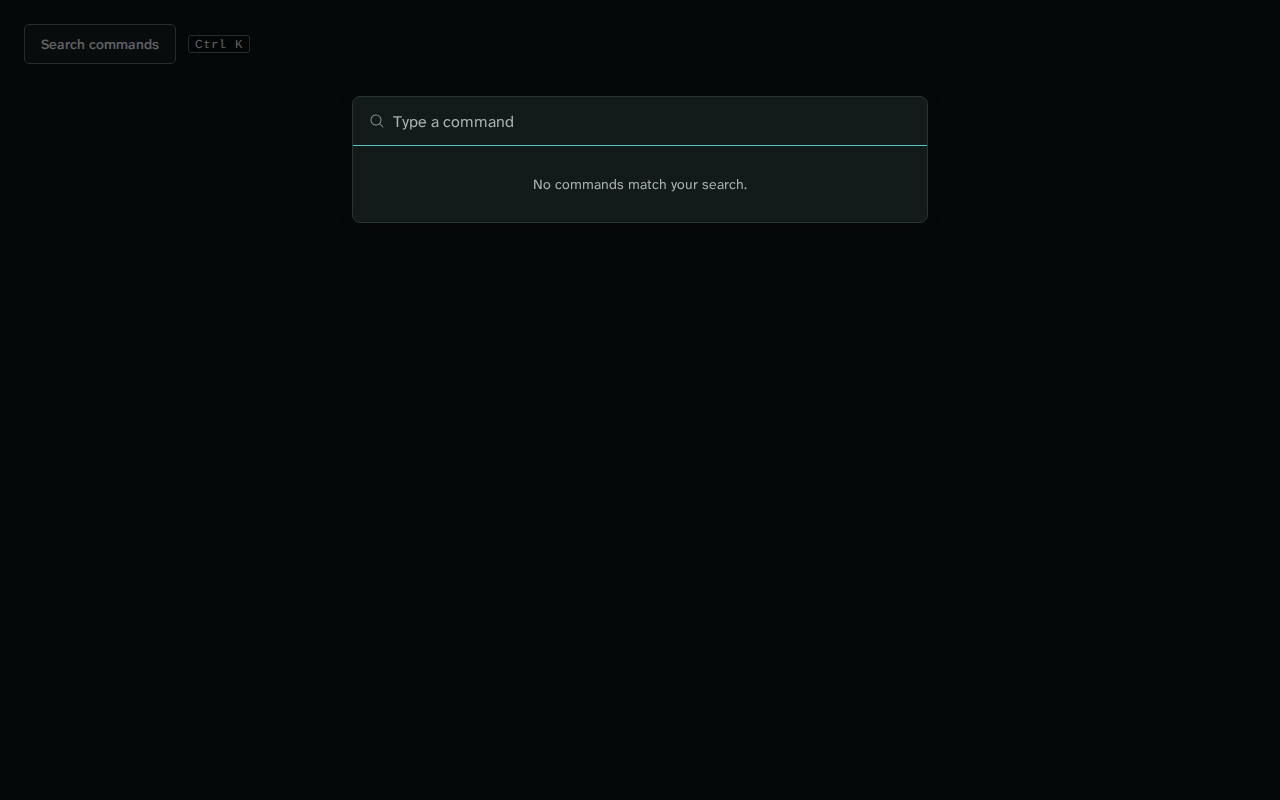 Search commands
Ctrl K
Type a command
No commands match your search.